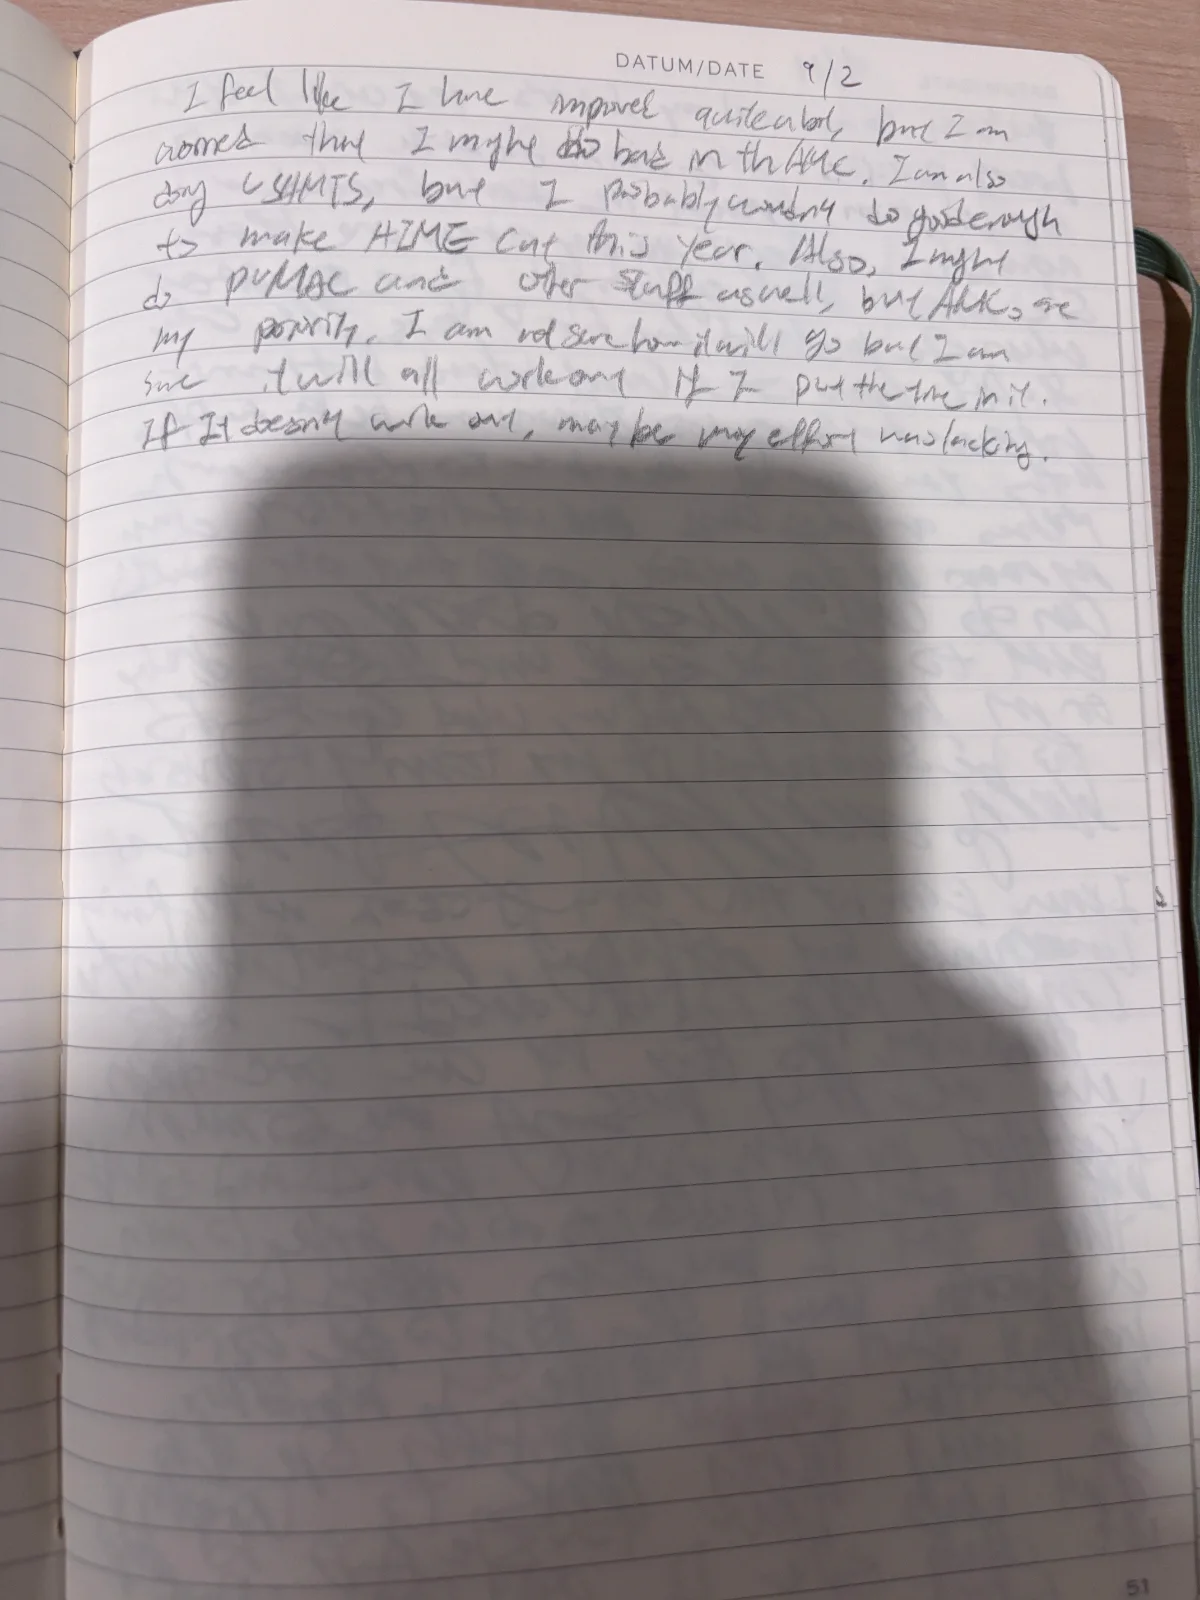 DATUM/DATE 9/2
I feel like I have improved quite a bit, but I am
worried that I might do bad in the AMC. I am also
doing USAMTS, but I probably wouldn't do good enough
to make AIME cut this year. Also, I might
do PUMAC and other stuff as well, but AMC, are
my priority. I am not sure how it will go but I am
sure it will all work out if I put the time in it.
If It doesn't work out, maybe my effort was lacking.
51